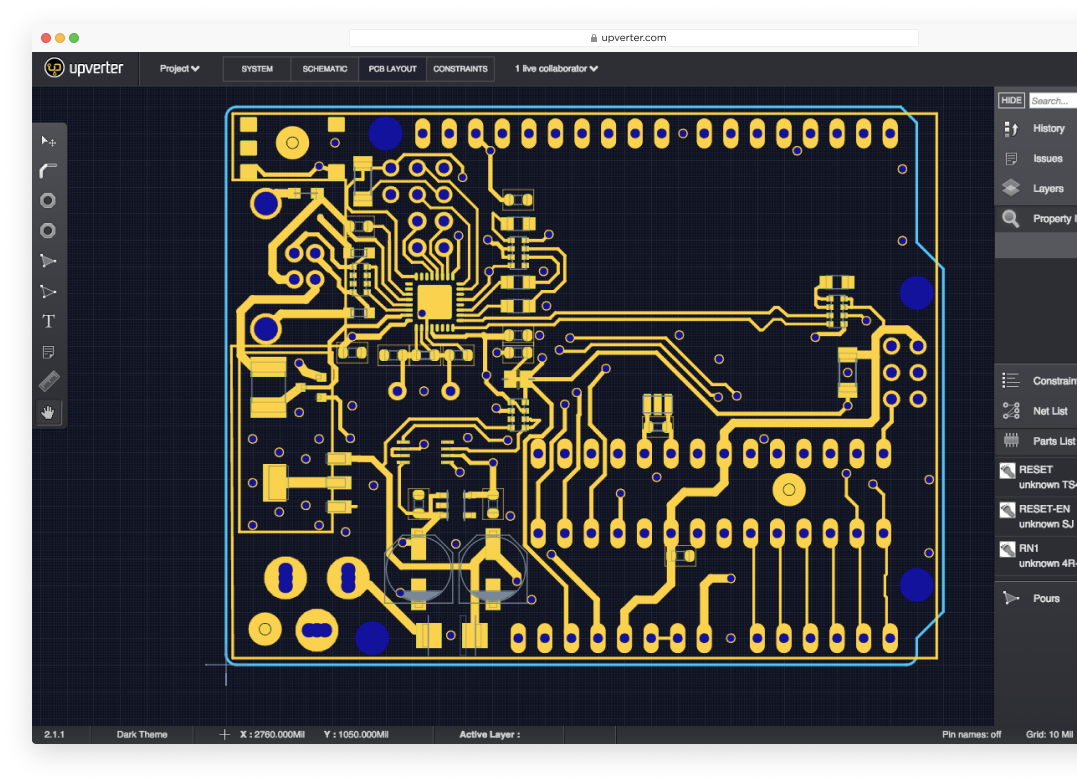 upverter.com
upverter
Project
SYSTEM
SCHEMATIC
PCB LAYOUT
CONSTRAINTS
1 live collaborator
HIDE
Search...
History
Issues
Layers
Property
T
Constrain
Net List
Parts List
RESET
unknown TS
RESET-EN
unknown SJ
RN1
unknown 4R
Pours
2.1.1
Dark Theme
X : 2760.000Mil
Y : 1050.000Mil
Active Layer :
Pin names: off
Grid: 10 Mil